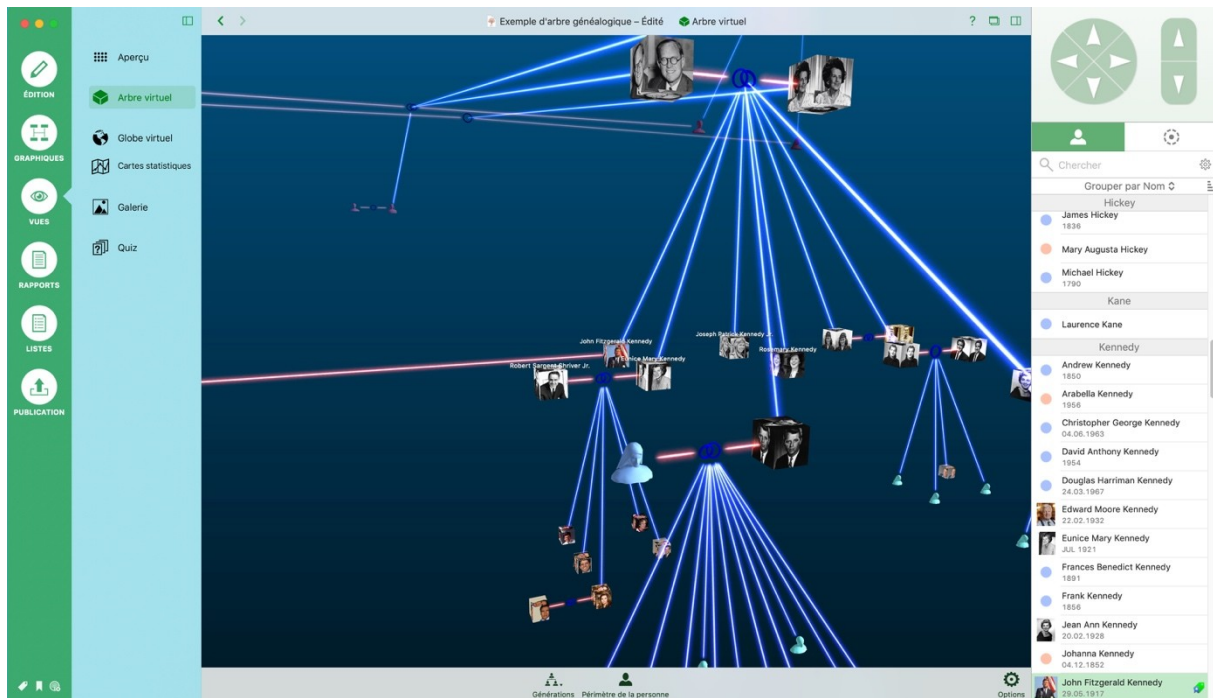 Exemple d'arbre généalogique – Édité
Arbre virtuel
?
ÉDITION
GRAPHIQUES
VUES
RAPPORTS
LISTES
PUBLICATION
Aperçu
Arbre virtuel
Globe virtuel
Cartes statistiques
Galerie
Quiz
John Fitzgerald Kennedy
Joseph Patrick Kennedy Jr.
Robert Sargent Shriver Jr.
Eunice Mary Kennedy
Rosemary Kennedy
Générations
Périmètre de la personne
Options
Chercher
Grouper par Nom
Hickey
James Hickey
1836
Mary Augusta Hickey
Michael Hickey
1790
Kane
Laurence Kane
Kennedy
Andrew Kennedy
1850
Arabella Kennedy
1956
Christopher George Kennedy
04.06.1963
David Anthony Kennedy
1954
Douglas Harriman Kennedy
24.03.1967
Edward Moore Kennedy
22.02.1932
Eunice Mary Kennedy
JUL 1921
Frances Benedict Kennedy
1891
Frank Kennedy
1856
Jean Ann Kennedy
20.02.1928
Johanna Kennedy
04.12.1852
John Fitzgerald Kennedy
29.05.1917